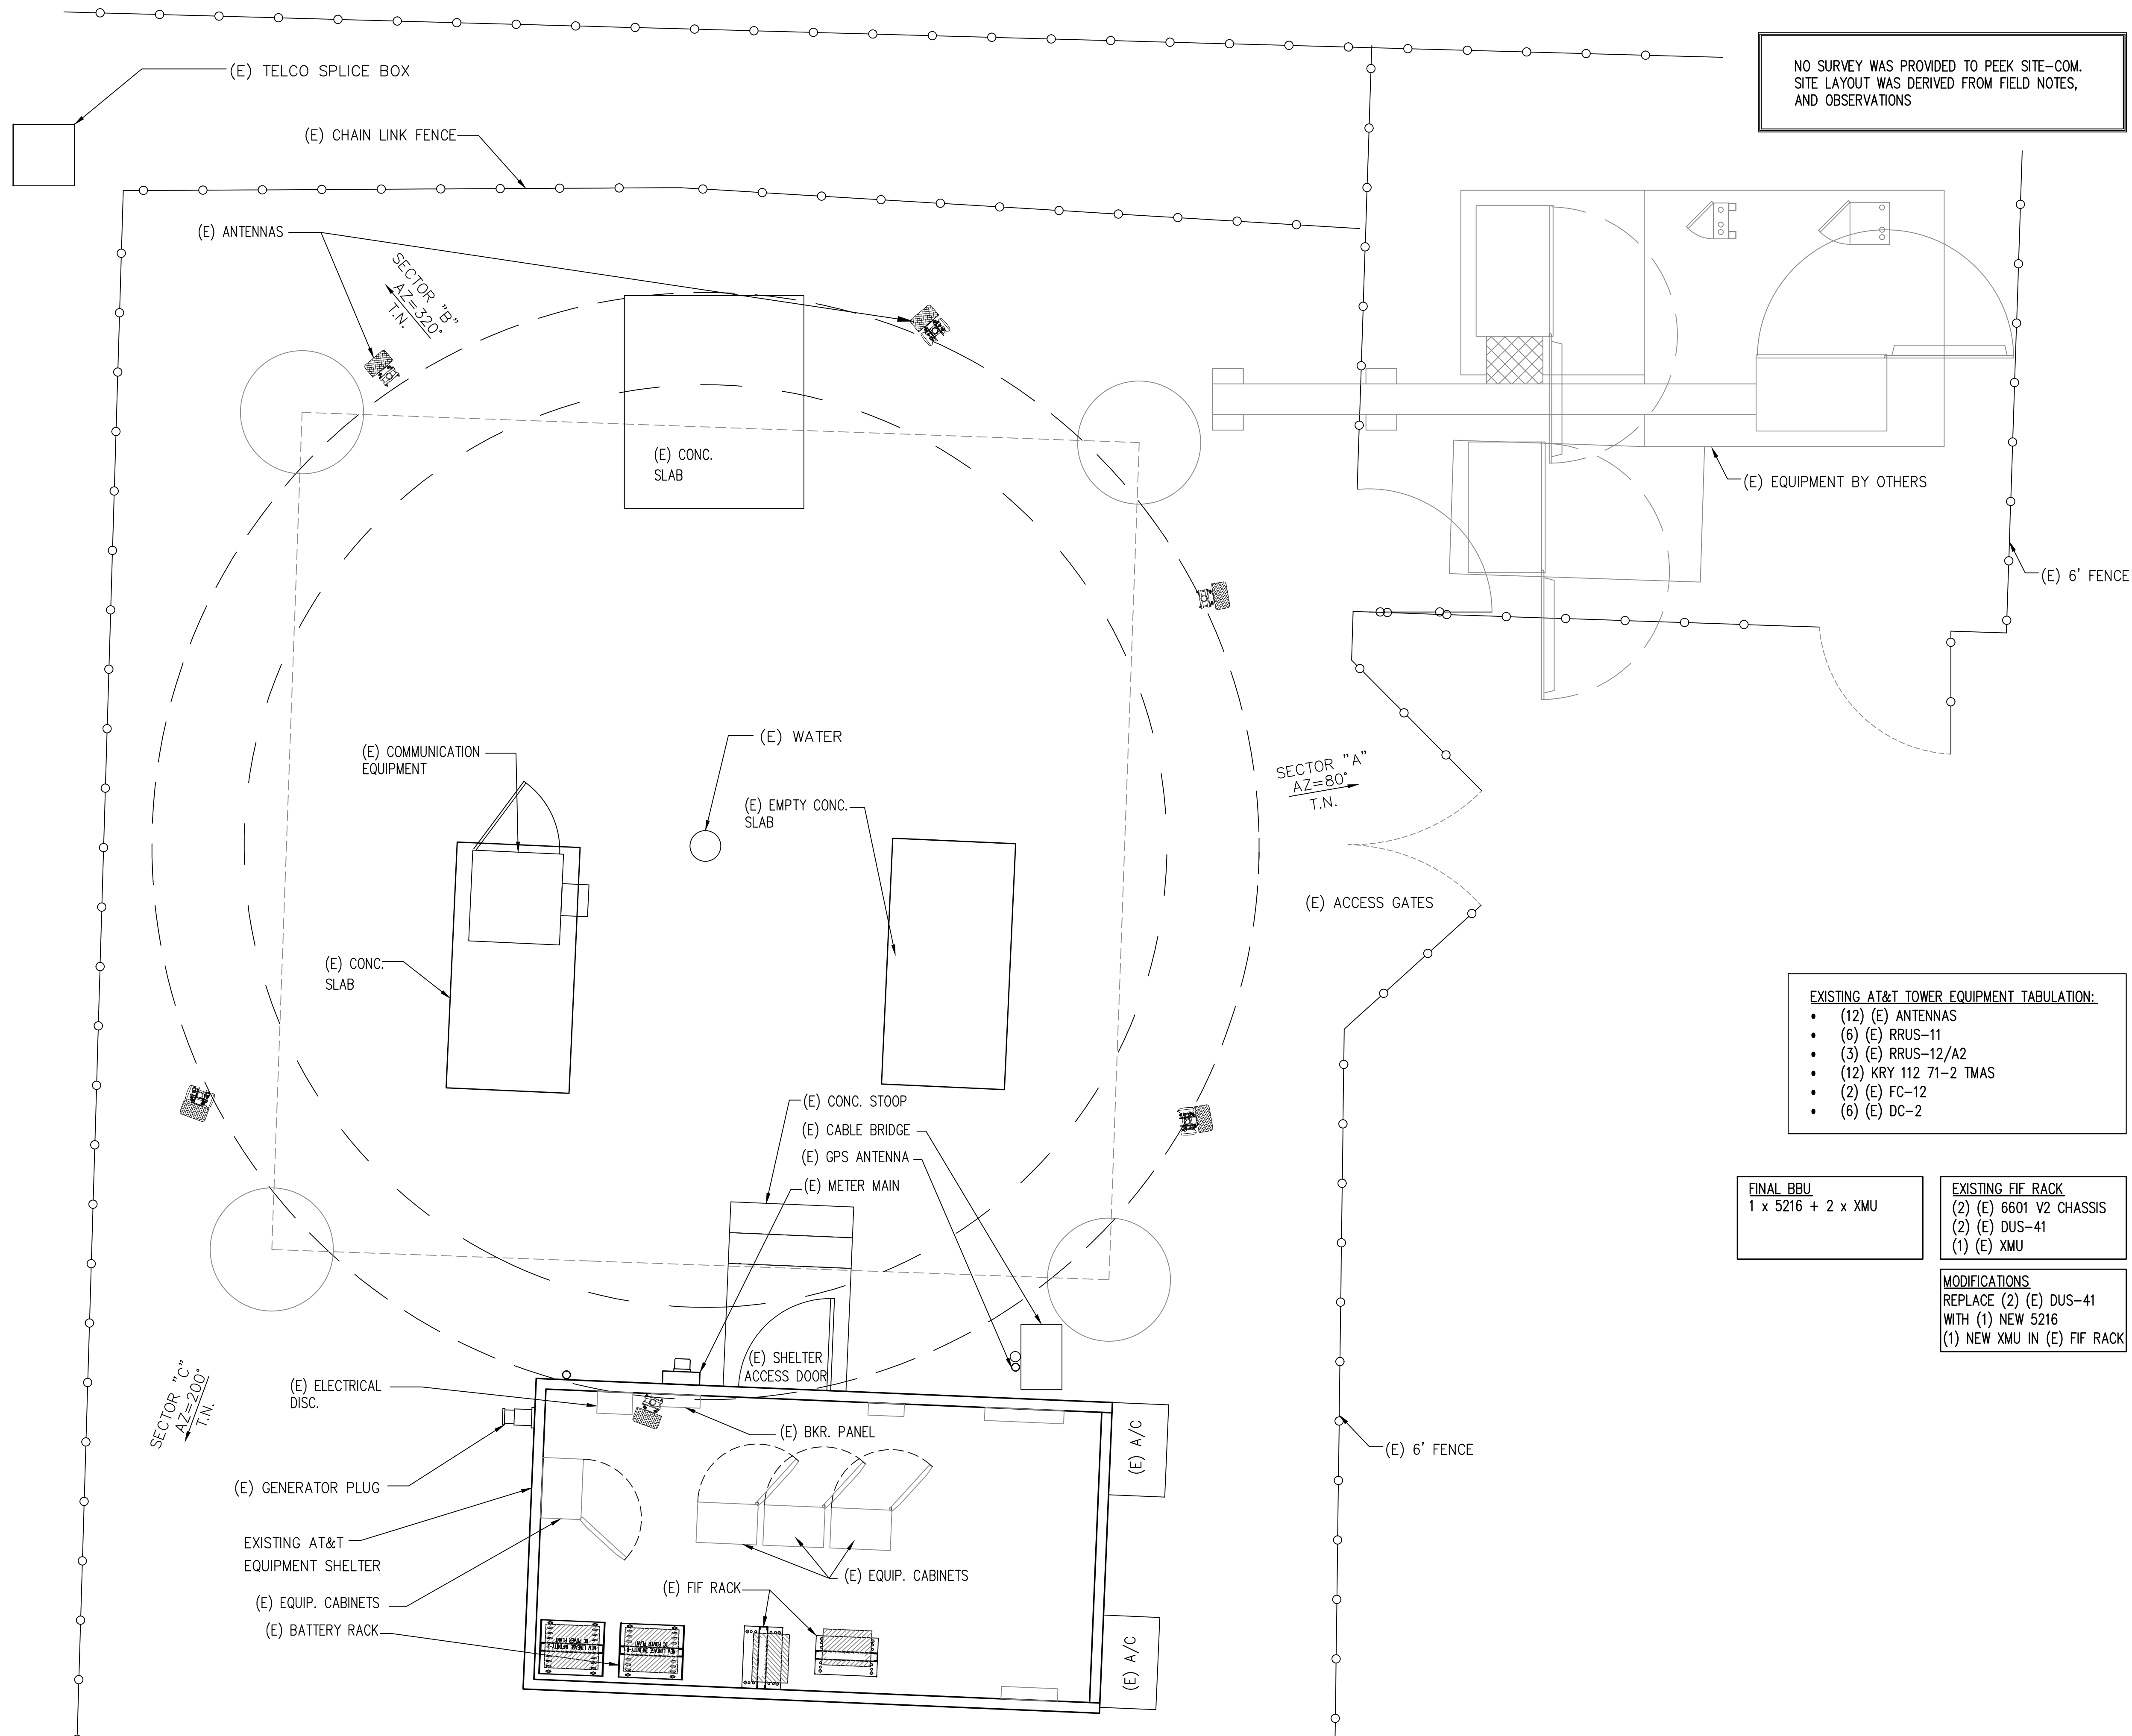 NO SURVEY WAS PROVIDED TO PEEK SITE-COM.
SITE LAYOUT WAS DERIVED FROM FIELD NOTES,
AND OBSERVATIONS
(E) TELCO SPLICE BOX
(E) CHAIN LINK FENCE
(E) ANTENNAS
SECTOR "B"
AZ=320°
T.N.
(E) CONC.
SLAB
(E) EQUIPMENT BY OTHERS
(E) 6' FENCE
(E) COMMUNICATION
EQUIPMENT
(E) WATER
(E) EMPTY CONC.
SLAB
SECTOR "A"
AZ=80°
T.N.
(E) ACCESS GATES
(E) CONC.
SLAB
EXISTING AT&T TOWER EQUIPMENT TABULATION:
• (12) (E) ANTENNAS
• (6) (E) RRUS-11
• (3) (E) RRUS-12/A2
• (12) KRY 112 71-2 TMAS
• (2) (E) FC-12
• (6) (E) DC-2
(E) CONC. STOOP
(E) CABLE BRIDGE
(E) GPS ANTENNA
(E) METER MAIN
FINAL BBU
1 x 5216 + 2 x XMU
EXISTING FIF RACK
(2) (E) 6601 V2 CHASSIS
(2) (E) DUS-41
(1) (E) XMU
MODIFICATIONS
REPLACE (2) (E) DUS-41
WITH (1) NEW 5216
(1) NEW XMU IN (E) FIF RACK
SECTOR "C"
AZ=200°
T.N.
(E) SHELTER
ACCESS DOOR
(E) ELECTRICAL
DISC.
(E) BKR. PANEL
(E) A/C
(E) 6' FENCE
(E) GENERATOR PLUG
EXISTING AT&T
EQUIPMENT SHELTER
(E) EQUIP. CABINETS
(E) FIF RACK
(E) EQUIP. CABINETS
(E) BATTERY RACK
(E) A/C